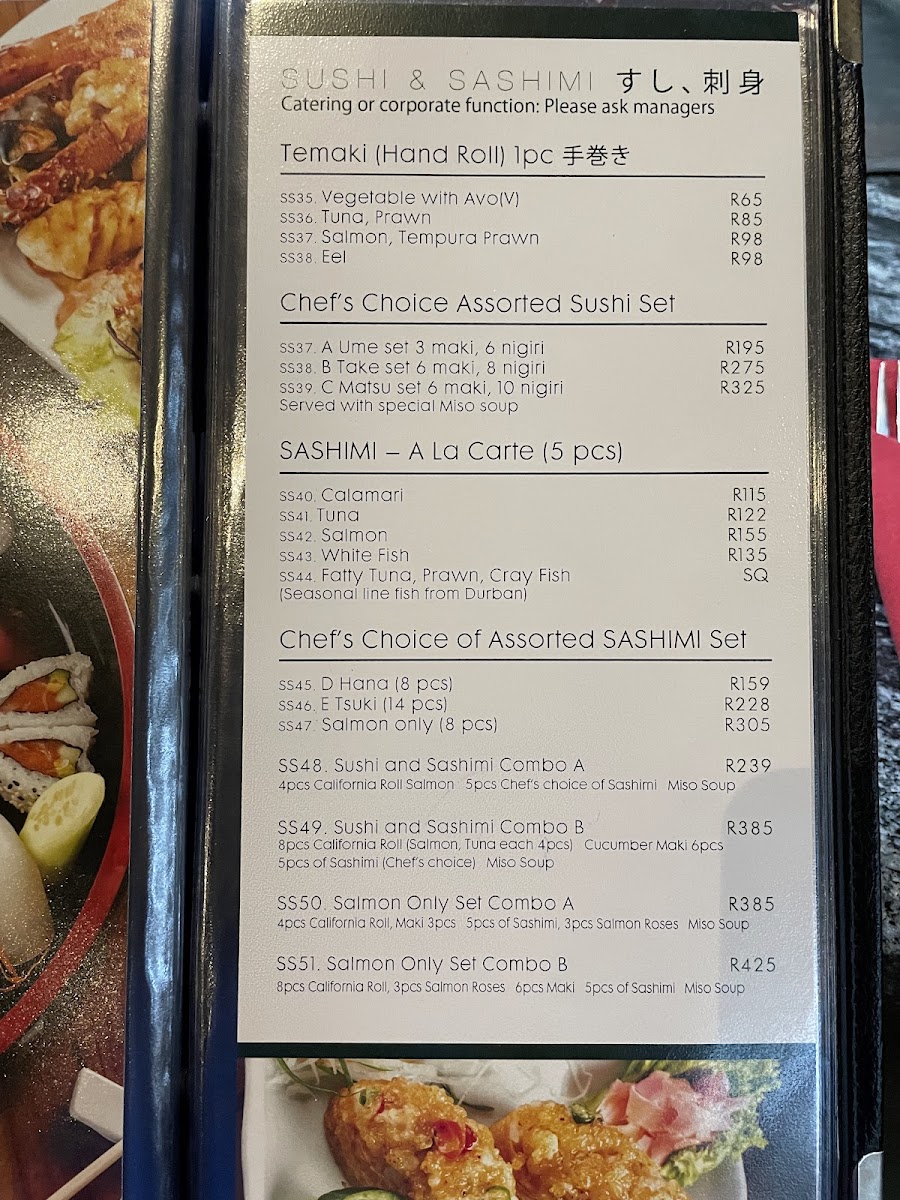 SUSHI & SASHIMI すし、刺身
Catering or corporate function: Please ask managers
Temaki (Hand Roll) 1pc 手巻き
SS35. Vegetable with Avo(V) R65
SS36. Tuna, Prawn R85
SS37. Salmon, Tempura Prawn R98
SS38. Eel R98
Chef's Choice Assorted Sushi Set
SS37. A Ume set 3 maki, 6 nigiri R195
SS38. B Take set 6 maki, 8 nigiri R275
SS39. C Matsu set 6 maki, 10 nigiri R325
Served with special Miso soup
SASHIMI – A La Carte (5 pcs)
SS40. Calamari R115
SS41. Tuna R122
SS42. Salmon R155
SS43. White Fish R135
SS44. Fatty Tuna, Prawn, Cray Fish SQ
(Seasonal line fish from Durban)
Chef's Choice of Assorted SASHIMI Set
SS45. D Hana (8 pcs) R159
SS46. E Tsuki (14 pcs) R228
SS47. Salmon only (8 pcs) R305
SS48. Sushi and Sashimi Combo A R239
4pcs California Roll Salmon 5pcs Chef's choice of Sashimi Miso Soup
SS49. Sushi and Sashimi Combo B R385
8pcs California Roll (Salmon, Tuna each 4pcs) Cucumber Maki 6pcs
5pcs of Sashimi (Chef's choice) Miso Soup
SS50. Salmon Only Set Combo A R385
4pcs California Roll, Maki 3pcs 5pcs of Sashimi, 3pcs Salmon Roses Miso Soup
SS51. Salmon Only Set Combo B R425
8pcs California Roll, 3pcs Salmon Roses 6pcs Maki 5pcs of Sashimi Miso Soup